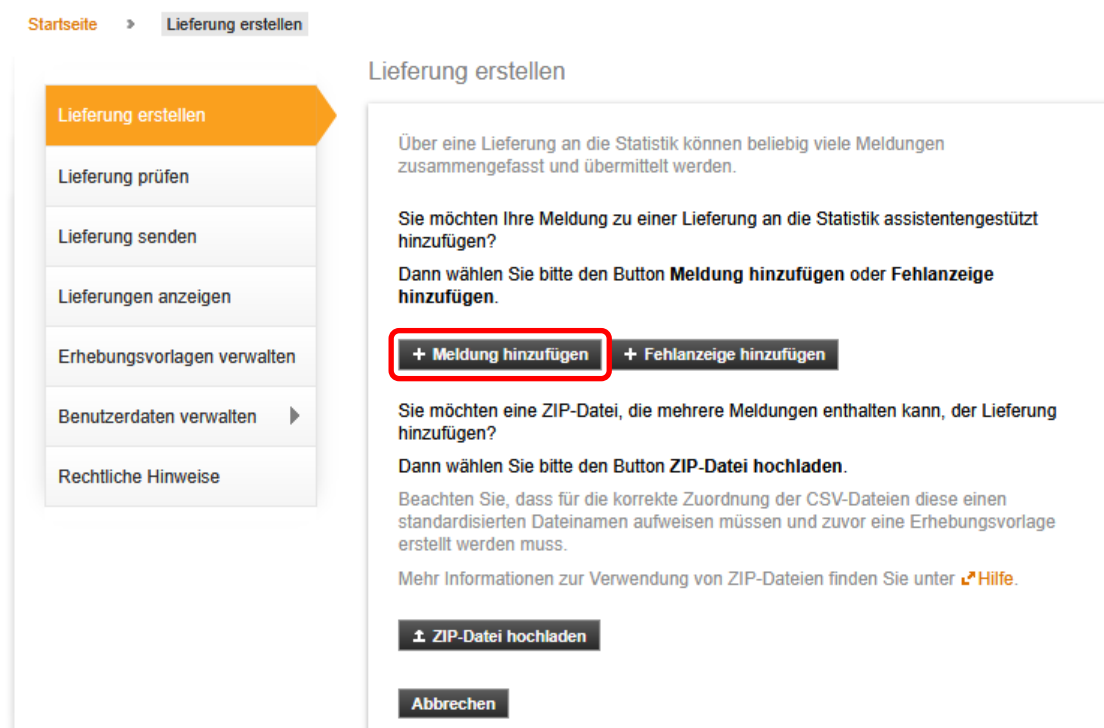 Startseite Lieferung erstellen
Lieferung erstellen
Lieferung erstellen
Lieferung prüfen
Lieferung senden
Lieferungen anzeigen
Erhebungsvorlagen verwalten
Benutzerdaten verwalten
Rechtliche Hinweise
Über eine Lieferung an die Statistik können beliebig viele Meldungen
zusammengefasst und übermittelt werden.
Sie möchten Ihre Meldung zu einer Lieferung an die Statistik assistentengestützt
hinzufügen?
Dann wählen Sie bitte den Button Meldung hinzufügen oder Fehlanzeige
hinzufügen.
+ Meldung hinzufügen + Fehlanzeige hinzufügen
Sie möchten eine ZIP-Datei, die mehrere Meldungen enthalten kann, der Lieferung
hinzufügen?
Dann wählen Sie bitte den Button ZIP-Datei hochladen.
Beachten Sie, dass für die korrekte Zuordnung der CSV-Dateien diese einen
standardisierten Dateinamen aufweisen müssen und zuvor eine Erhebungsvorlage
erstellt werden muss.
Mehr Informationen zur Verwendung von ZIP-Dateien finden Sie unter Hilfe.
ZIP-Datei hochladen
Abbrechen